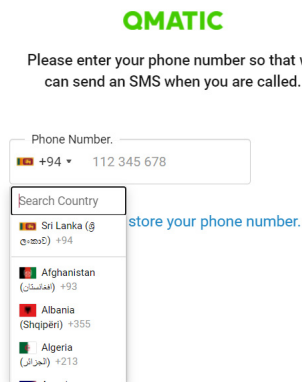 QMATIC
Please enter your phone number so that
can send an SMS when you are called.
Phone Number.
+94 112 345 678
Search Country
store your phone number.
Sri Lanka (ශ්‍රී
ලංකාව) +94
Afghanistan
(افغانستان) +93
Albania
(Shqipëri) +355
Algeria
(الجزائر) +213